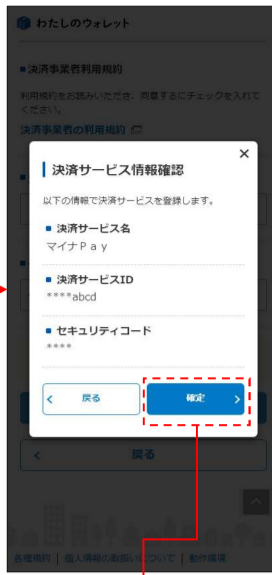 わたしのウォレット
■決済事業者利用規約
利用規約をお読みいただき、同意するにチェックを入れて
ください。
決済事業者の利用規約
×
決済サービス情報確認
以下の情報で決済サービスを登録します。
■ 決済サービス名
マイナＰａｙ
■ 決済サービスID
****abcd
■ セキュリティコード
****
< 戻る
確定 >
< 戻る
各種規約 | 個人情報の取扱いについて | 動作環境